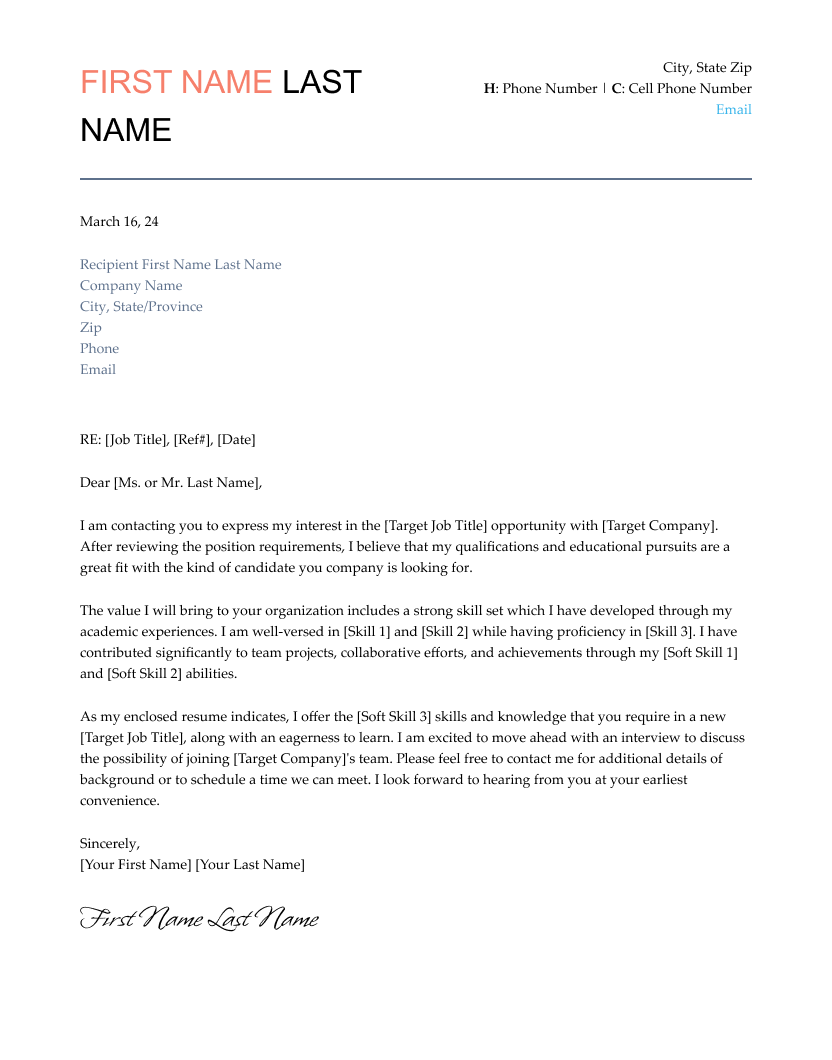 FIRST NAME LAST
NAME
City, State Zip
H: Phone Number | C: Cell Phone Number
Email
March 16, 24
Recipient First Name Last Name
Company Name
City, State/Province
Zip
Phone
Email
RE: [Job Title], [Ref#], [Date]
Dear [Ms. or Mr. Last Name],
I am contacting you to express my interest in the [Target Job Title] opportunity with [Target Company].
After reviewing the position requirements, I believe that my qualifications and educational pursuits are a
great fit with the kind of candidate you company is looking for.
The value I will bring to your organization includes a strong skill set which I have developed through my
academic experiences. I am well-versed in [Skill 1] and [Skill 2] while having proficiency in [Skill 3]. I have
contributed significantly to team projects, collaborative efforts, and achievements through my [Soft Skill 1]
and [Soft Skill 2] abilities.
As my enclosed resume indicates, I offer the [Soft Skill 3] skills and knowledge that you require in a new
[Target Job Title], along with an eagerness to learn. I am excited to move ahead with an interview to discuss
the possibility of joining [Target Company]'s team. Please feel free to contact me for additional details of
background or to schedule a time we can meet. I look forward to hearing from you at your earliest
convenience.
Sincerely,
[Your First Name] [Your Last Name]
First Name Last Name